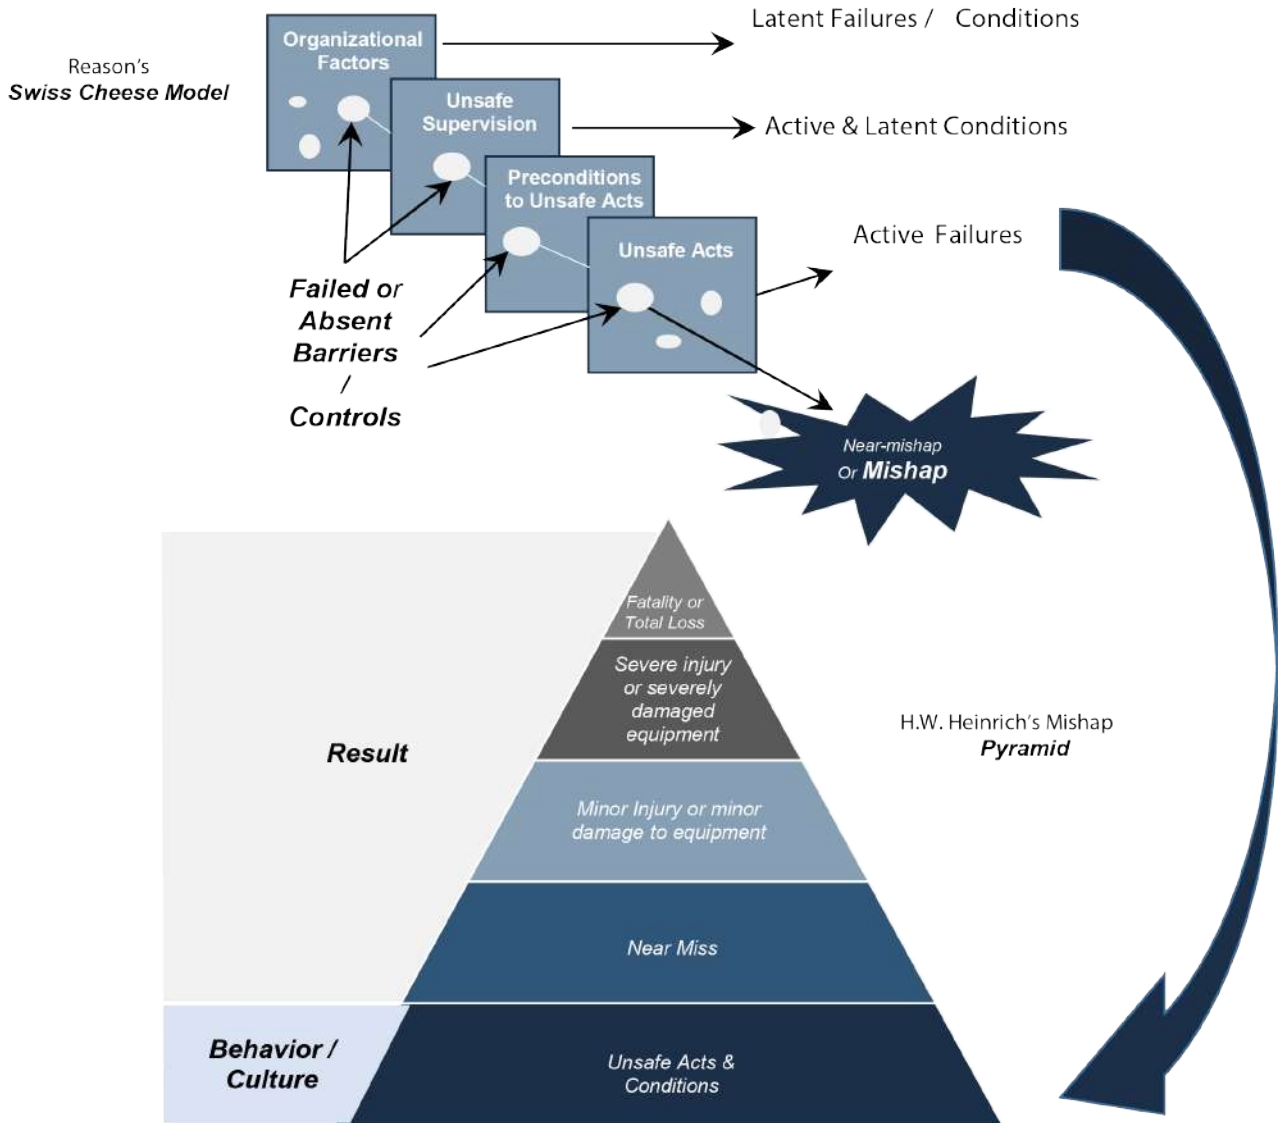 Latent Failures / Conditions
Organizational
Factors
Reason's
Swiss Cheese Model
Unsafe
Supervision
Active & Latent Conditions
Preconditions
to Unsafe Acts
Unsafe Acts
Active Failures
Failed or
Absent
Barriers
/
Controls
Near-mishap
Or Mishap
Fatality or
Total Loss
Severe injury
or severely
damaged
equipment
Result
H.W. Heinrich's Mishap
Pyramid
Minor Injury or minor
damage to equipment
Near Miss
Behavior /
Culture
Unsafe Acts &
Conditions